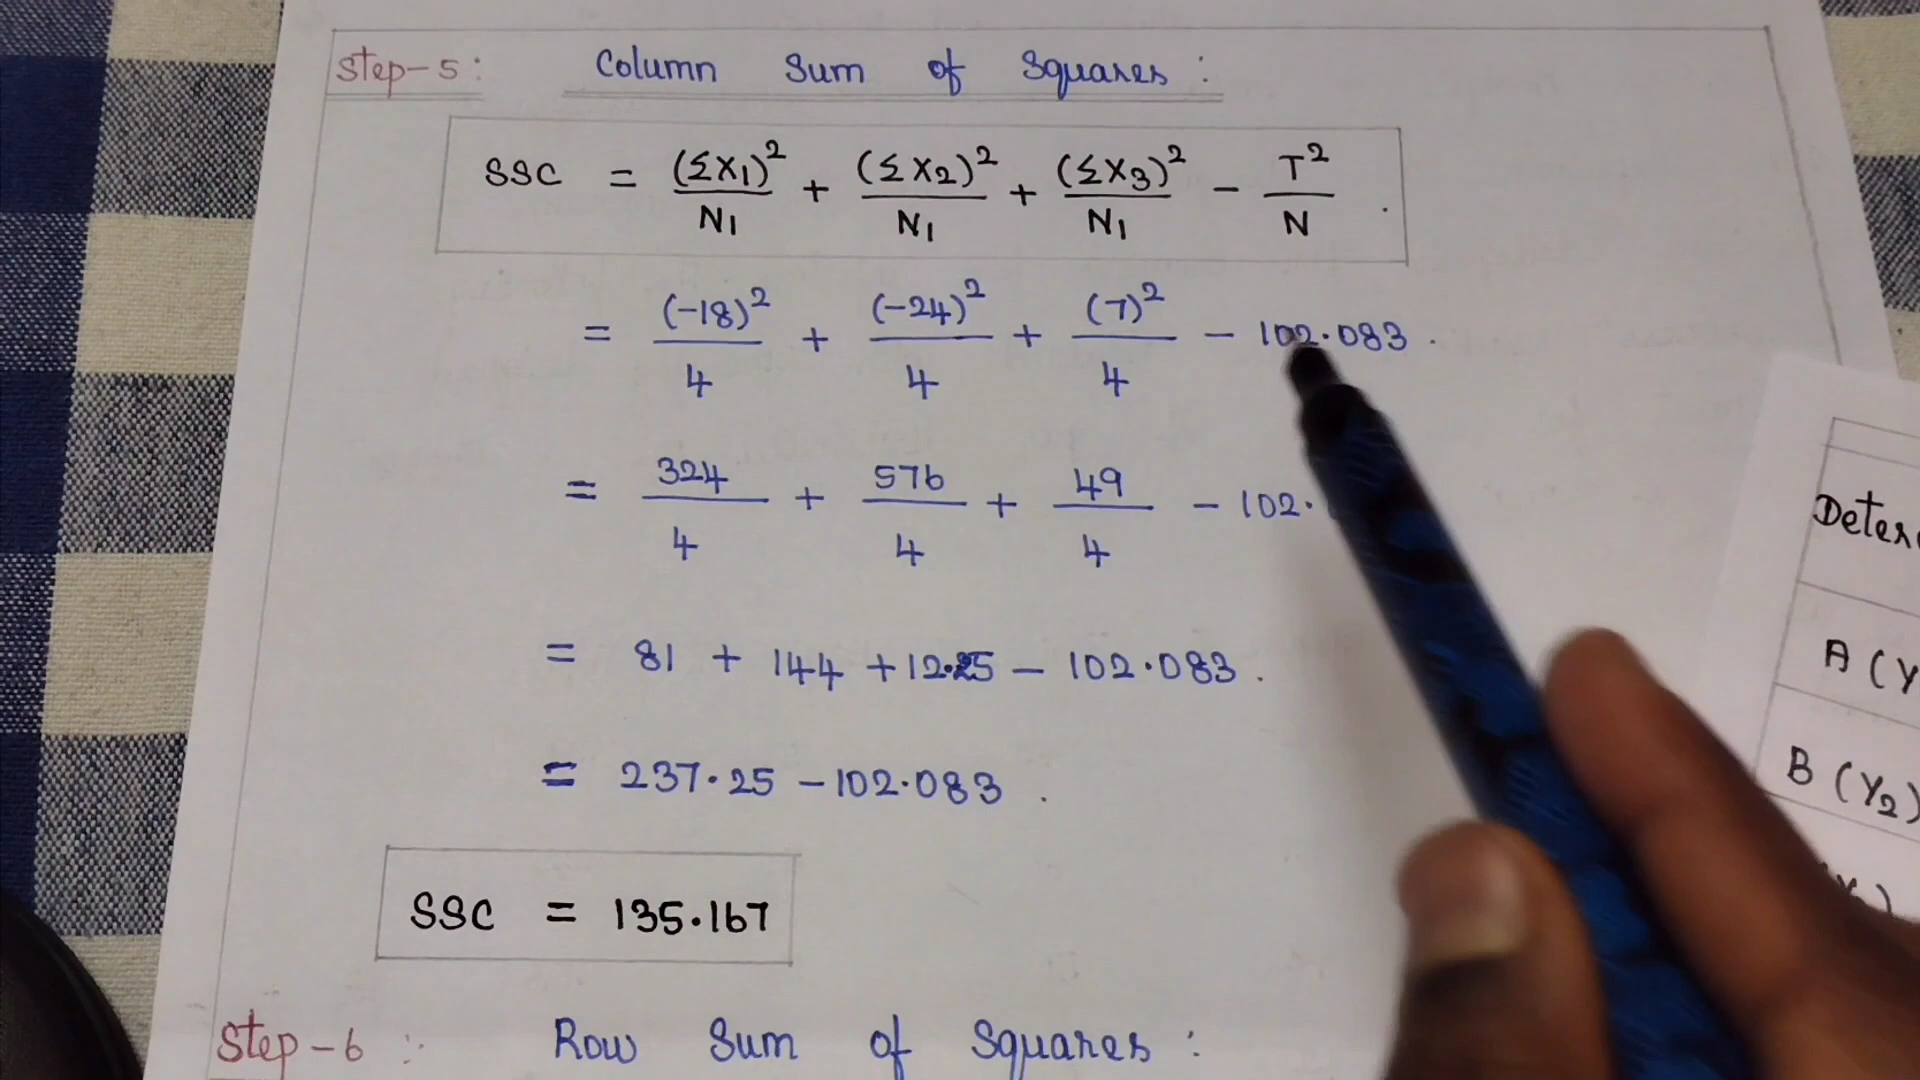 Step-5: Column Sum of Squares:
SSC = (ΣX1)²/N1 + (ΣX2)²/N1 + (ΣX3)²/N1 - T²/N .
= (-18)²/4 + (-24)²/4 + (7)²/4 - 102.083 .
= 324/4 + 576/4 + 49/4 - 102.
= 81 + 144 + 12.25 - 102.083 .
= 237.25 - 102.083 .
SSC = 135.167
Step-6: Row Sum of Squares:
A (Y
B (Y2)